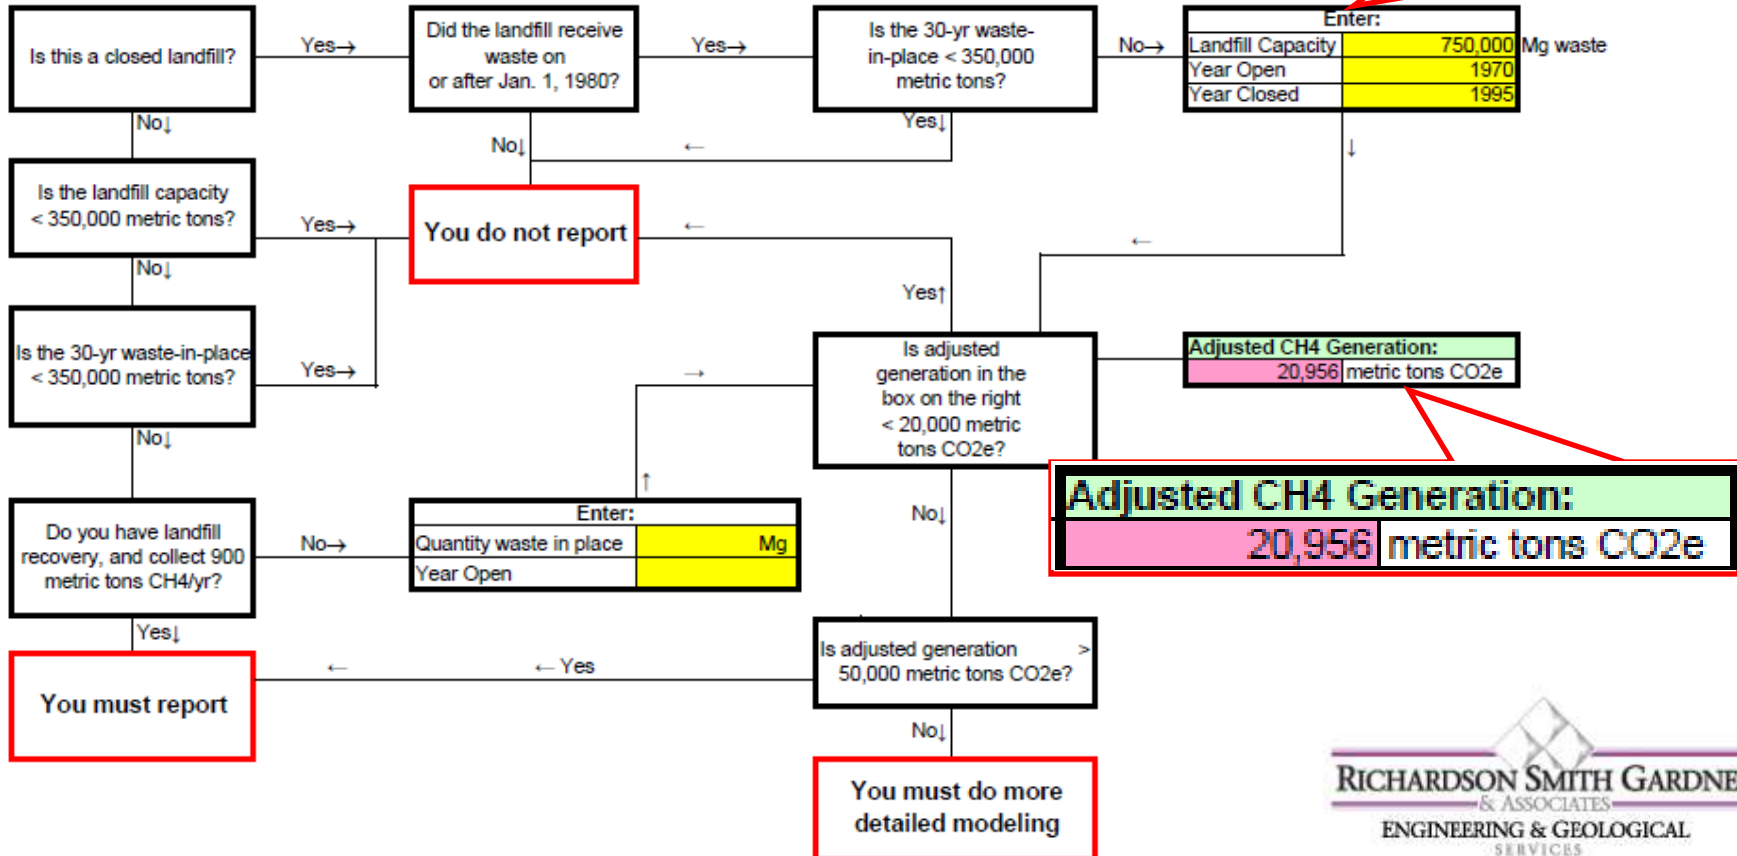 Is this a closed landfill?
Yes→
Did the landfill receive
waste on
or after Jan. 1, 1980?
Yes→
Is the 30-yr waste-
in-place < 350,000
metric tons?
No→
Enter:
Landfill Capacity 750,000 Mg waste
Year Open 1970
Year Closed 1995
No↓
No↓
←
Yes↓
↓
Is the landfill capacity
< 350,000 metric tons?
Yes→
You do not report
←
←
No↓
Yes↑
Is the 30-yr waste-in-place
< 350,000 metric tons?
Yes→
→
Is adjusted
generation in the
box on the right
< 20,000 metric
tons CO2e?
Adjusted CH4 Generation:
20,956 metric tons CO2e
No↓
↑
Adjusted CH4 Generation:
20,956 metric tons CO2e
Do you have landfill
recovery, and collect 900
metric tons CH4/yr?
No→
Enter:
Quantity waste in place Mg
Year Open
No↓
Yes↓
Is adjusted generation >
50,000 metric tons CO2e?
← ← Yes
You must report
No↓
You must do more
detailed modeling
RICHARDSON SMITH GARDNE
& ASSOCIATES
ENGINEERING & GEOLOGICAL
SERVICES